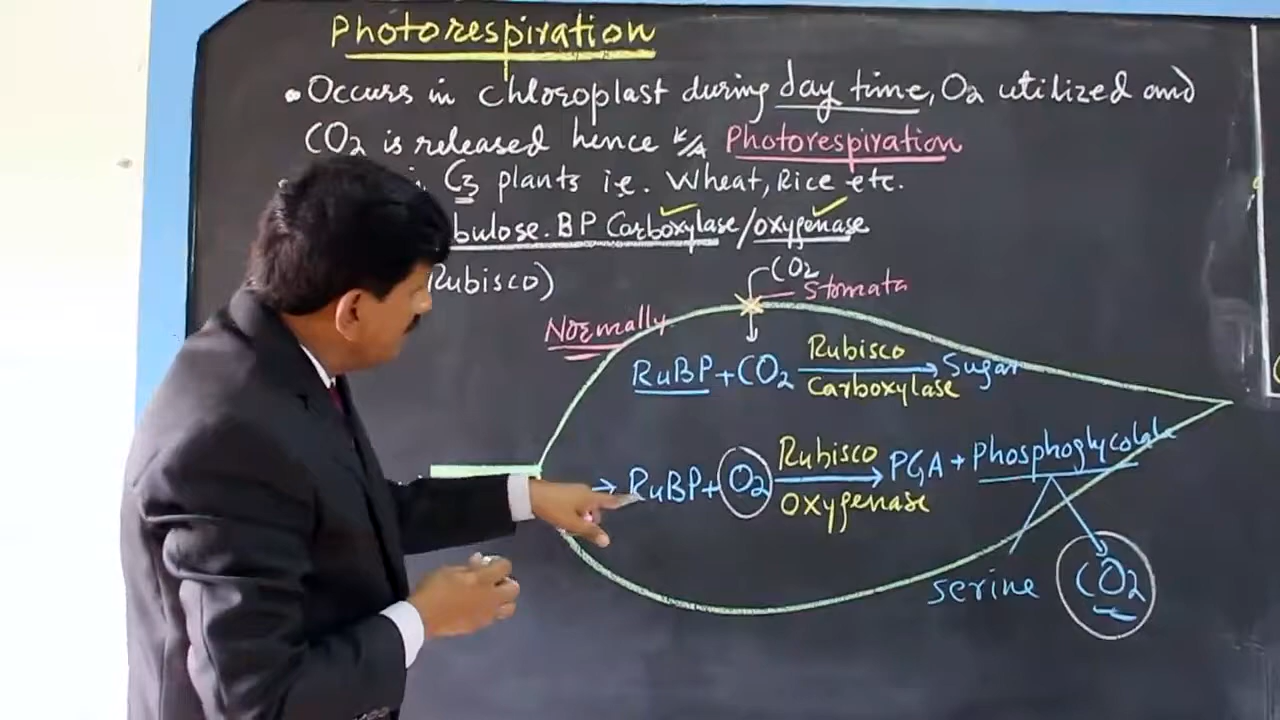 Photorespiration
• Occurs in chloroplast during day time, O2 utilized and
CO2 is released hence K/A Photorespiration
C3 plants i.e. Wheat, Rice etc.
bulose. BP Carboxylase/oxygenase
Rubisco)
CO2
Stomata
Normally
RuBP + CO2 Rubisco Carboxylase → Sugar
→ RuBP + O2 Rubisco Oxygenase → PGA + Phosphoglycolate
serine CO2